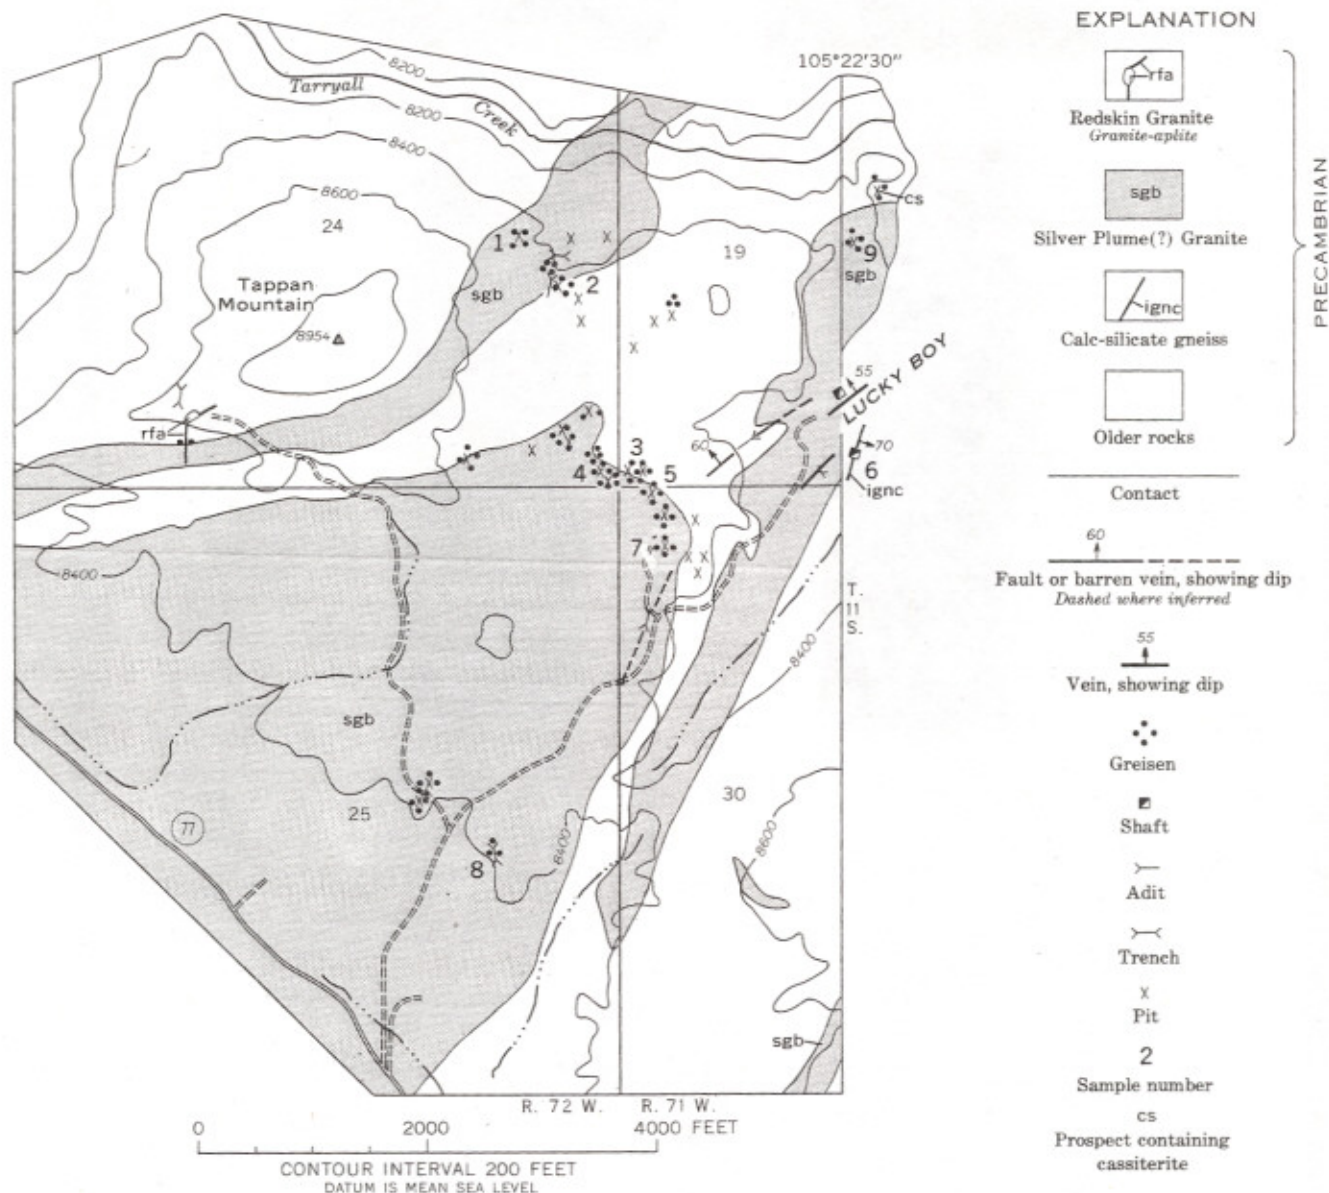 105°22'30"
8200
Tarryall
Creek
8200
8400
8600
24
19
1
2
cs
9
sgb
sgb
Tappan
Mountain
8954
55
LUCKY BOY
rfa
60
70
3
4
5
6
ignc
7
8400
T.
11
S.
8400
sgb
25
30
77
8
8400
8600
sgb
R. 72 W.
R. 71 W.
0
2000
4000 FEET
CONTOUR INTERVAL 200 FEET
DATUM IS MEAN SEA LEVEL
EXPLANATION
rfa
Redskin Granite
Granite-aplite
sgb
Silver Plume(?) Granite
ignc
Calc-silicate gneiss
Older rocks
PRECAMBRIAN
Contact
60
Fault or barren vein, showing dip
Dashed where inferred
55
Vein, showing dip
Greisen
Shaft
Adit
Trench
X
Pit
2
Sample number
cs
Prospect containing
cassiterite